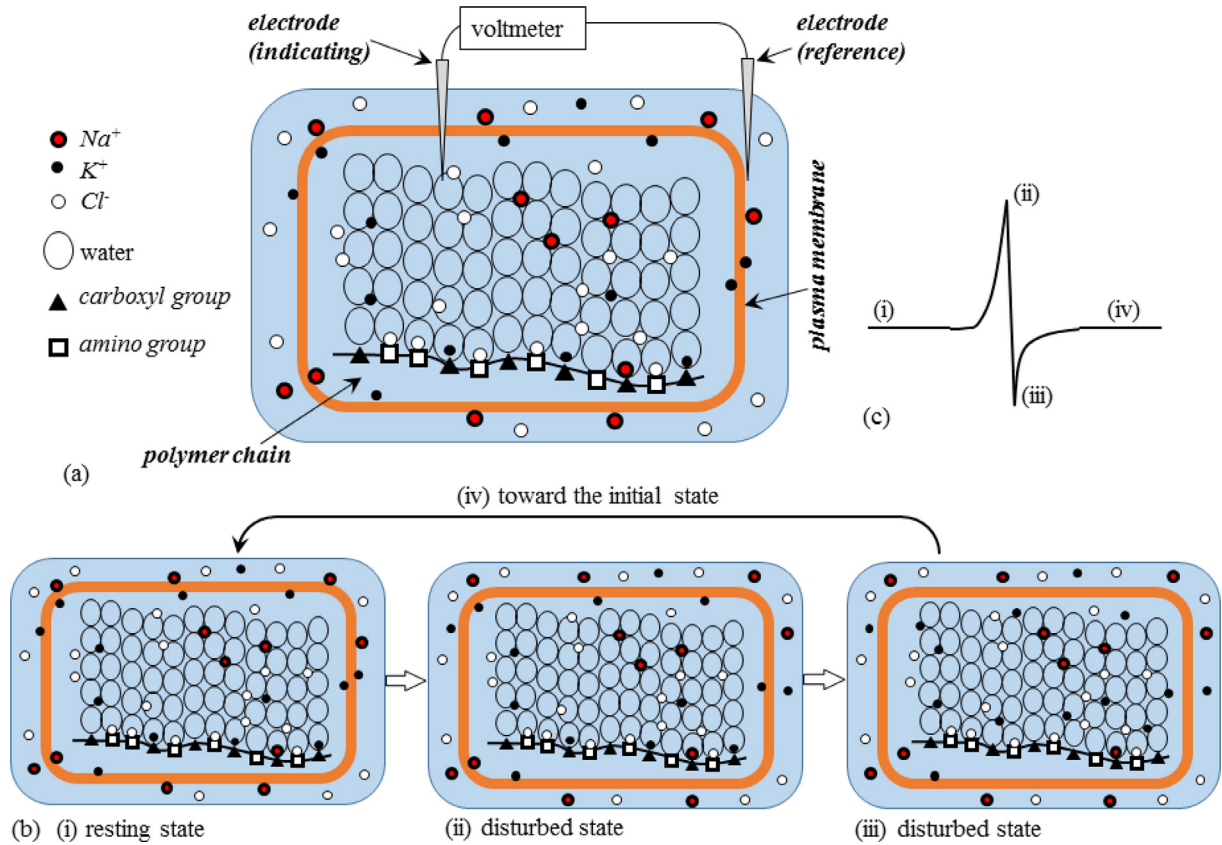 electrode
(indicating)
voltmeter
electrode
(reference)
Na⁺
K⁺
Cl⁻
water
carboxyl group
amino group
plasma membrane
polymer chain
(a)
(i)
(ii)
(iii)
(iv)
(c)
(iv) toward the initial state
(b) (i) resting state
(ii) disturbed state
(iii) disturbed state